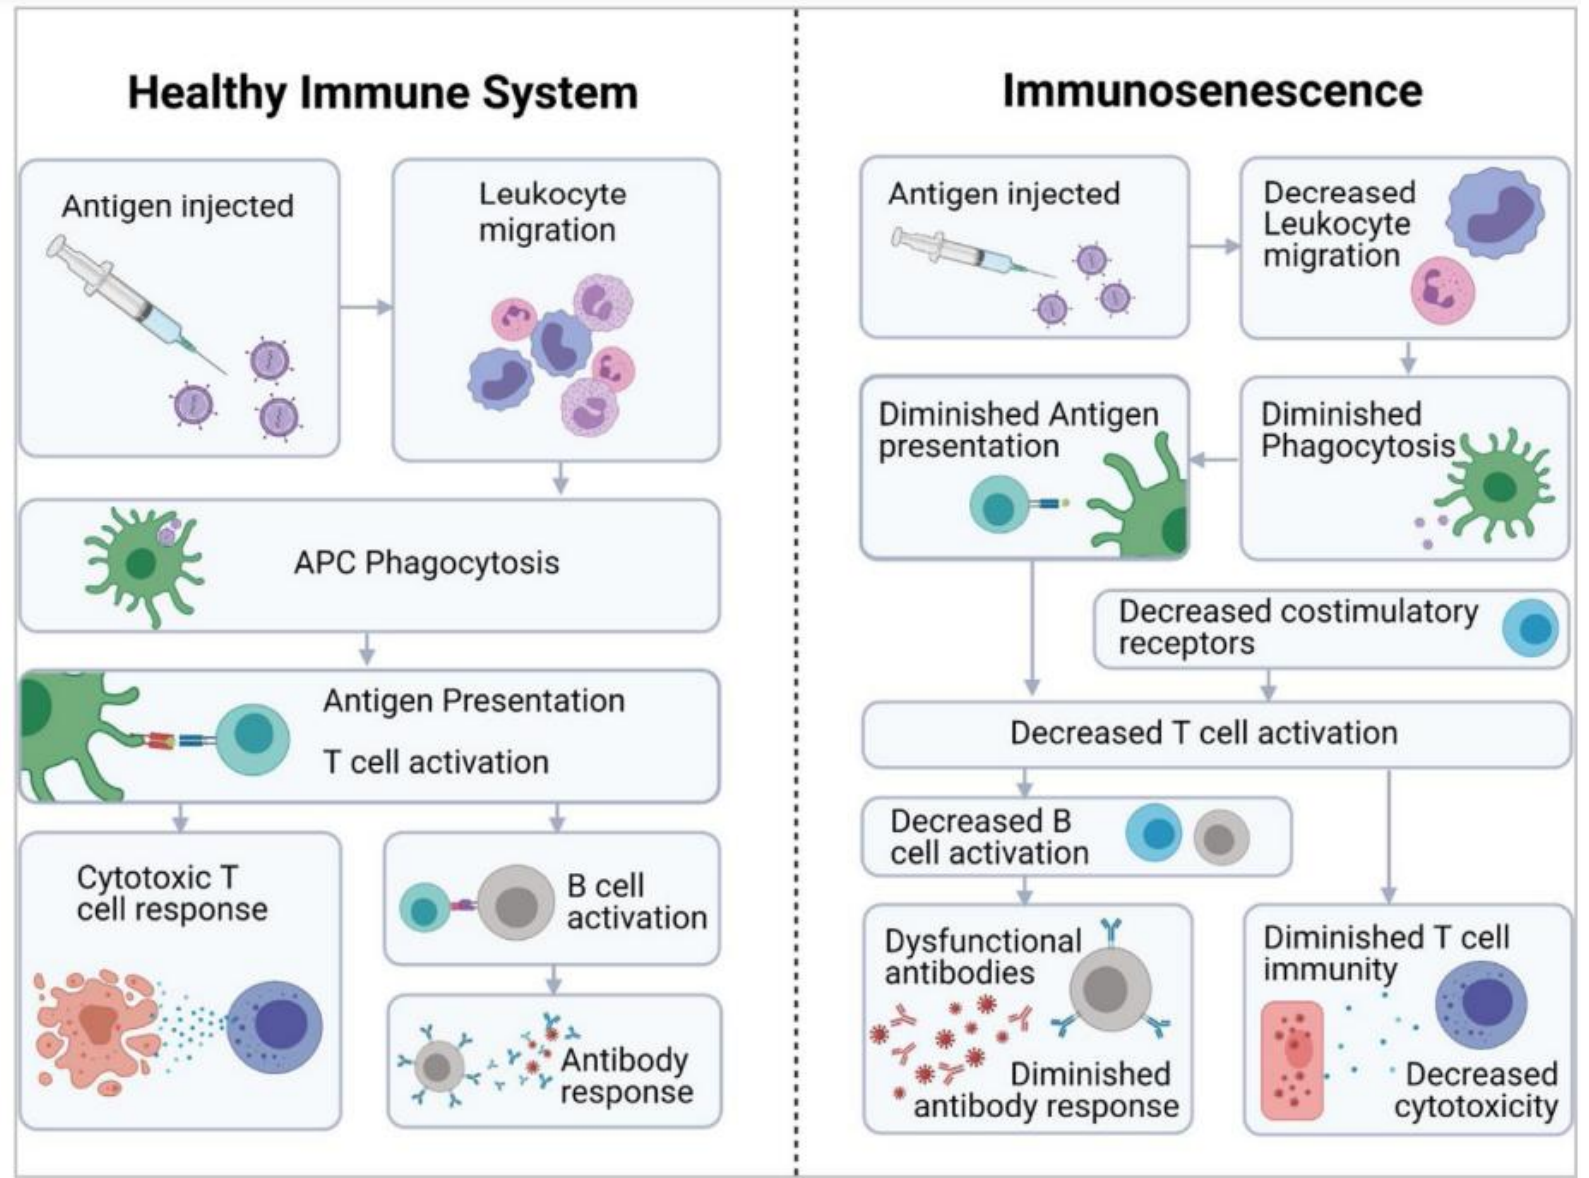 Healthy Immune System
Antigen injected
Leukocyte
migration
APC Phagocytosis
Antigen Presentation
T cell activation
Cytotoxic T
cell response
B cell
activation
Antibody
response
Immunosenescence
Antigen injected
Decreased
Leukocyte
migration
Diminished Antigen
presentation
Diminished
Phagocytosis
Decreased costimulatory
receptors
Decreased T cell activation
Decreased B
cell activation
Dysfunctional
antibodies
Diminished
antibody response
Diminished T cell
immunity
Decreased
cytotoxicity